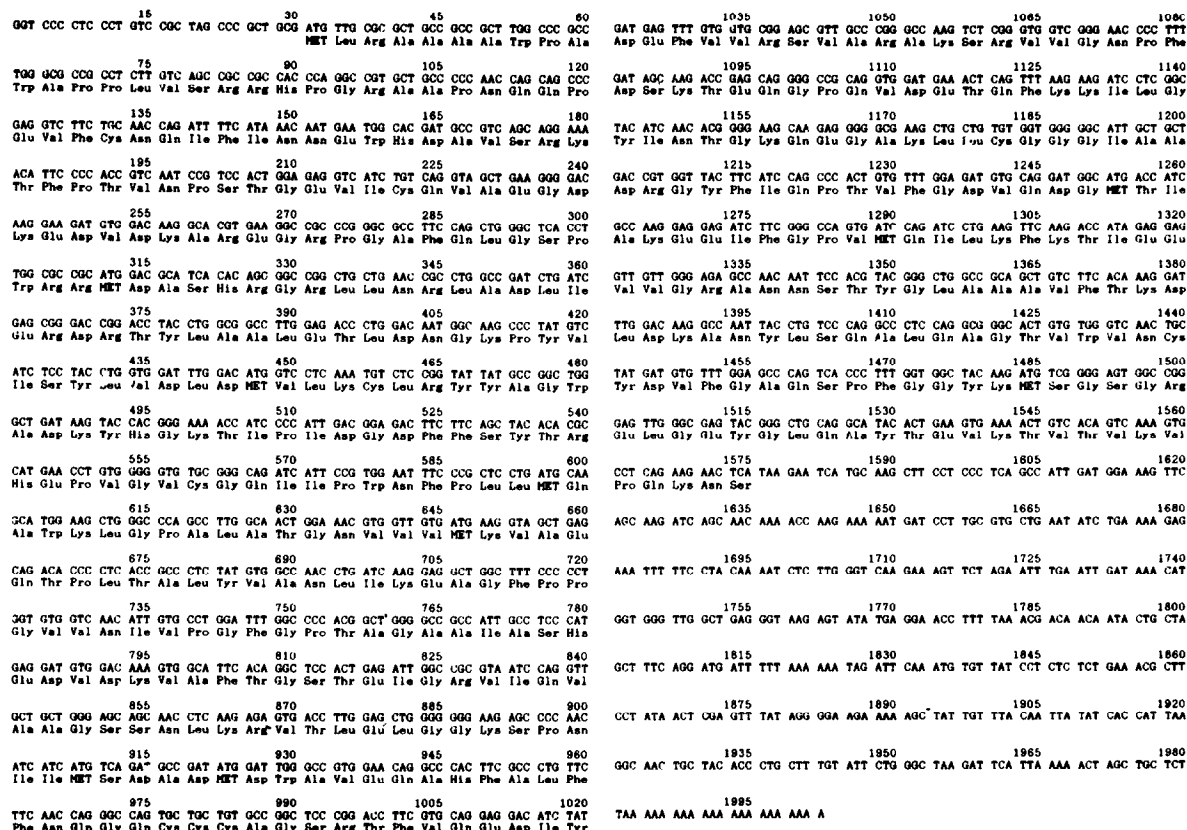 15 30 45 60
GGT CCC CTC CCT GTC CGC TAG CCC GCT GCG ATG TTG CGC GCT GCC GCC GCT TGG CCC GCC
MET Leu Arg Ala Ala Ala Ala Trp Pro Ala
75 90 105 120
TGG GCG CCG CCT CTT GTC AGC CGC CGC CAC CCA GGC CGT GCT GCC CCC AAC CAG CAG CCC
Trp Ala Pro Pro Leu Val Ser Arg Arg His Pro Gly Arg Ala Ala Pro Asn Gln Gln Pro
135 150 165 180
GAG GTC TTC TGC AAC CAG ATT TTC ATA AAC AAT GAA TGG CAC GAT GCC GTC AGC AGG AAA
Glu Val Phe Cys Asn Gln Ile Phe Ile Asn Asn Glu Trp His Asp Ala Val Ser Arg Lys
195 210 225 240
ACA TTC CCC ACC GTC AAT CCG TCC ACT GGA GAG GTC ATC TGT CAG GTA GCT GAA GGG GAC
Thr Phe Pro Thr Val Asn Pro Ser Thr Gly Glu Val Ile Cys Gln Val Ala Glu Gly Asp
255 270 285 300
AAG GAA GAT GTG GAC AAG GCA CGT GAA GGC CGC CCG GGC GCC TTC CAG CTG GGC TCA CCT
Lys Glu Asp Val Asp Lys Ala Arg Glu Gly Arg Pro Gly Ala Phe Gln Leu Gly Ser Pro
315 330 345 360
TGG CGC CGC ATG GAC GCA TCA CAC AGC GGC CGG CTG CTG AAC CGC CTG GCC GAT CTG ATC
Trp Arg Arg MET Asp Ala Ser His Arg Gly Arg Leu Leu Asn Arg Leu Ala Asp Leu Ile
375 390 405 420
GAG CGG GAC CGG ACC TAC CTG GCG GCC TTG GAG ACC CTG GAC AAT GGC AAG CCC TAT GTC
Glu Arg Asp Arg Thr Tyr Leu Ala Ala Leu Glu Thr Leu Asp Asn Gly Lys Pro Tyr Val
435 450 465 480
ATC TCC TAC CTG GTG GAT TTG GAC ATG GTC CTC AAA TGT CTC CGG TAT TAT GCC GGC TGG
Ile Ser Tyr Leu Val Asp Leu Asp MET Val Leu Lys Cys Leu Arg Tyr Tyr Ala Gly Trp
495 510 525 540
GCT GAT AAG TAC CAC GGG AAA ACC ATC CCC ATT GAC GGA GAC TTC TTC AGC TAC ACA CGC
Ala Asp Lys Tyr His Gly Lys Thr Ile Pro Ile Asp Gly Asp Phe Phe Ser Tyr Thr Arg
555 570 585 600
CAT GAA CCT GTG GGG GTG TGC GGG CAG ATC ATT CCG TGG AAT TTC CCG CTC CTG ATG CAA
His Glu Pro Val Gly Val Cys Gly Gln Ile Ile Pro Trp Asn Phe Pro Leu Leu MET Gln
615 630 645 660
GCA TGG AAG CTG GGC CCA GCC TTG GCA ACT GGA AAC GTG GTT GTG ATG AAG GTA GCT GAG
Ala Trp Lys Leu Gly Pro Ala Leu Ala Thr Gly Asn Val Val Val MET Lys Val Ala Glu
675 690 705 720
CAG ACA CCC CTC ACC GCC CTC TAT GTG GCC AAC CTG ATC AAG GAG GCT GGC TTT CCC CCT
Gln Thr Pro Leu Thr Ala Leu Tyr Val Ala Asn Leu Ile Lys Glu Ala Gly Phe Pro Pro
735 750 765 780
GGT GTG GTC AAC ATT GTG CCT GGA TTT GGC CCC ACG GCT GGG GCC GCC ATT GCC TCC CAT
Gly Val Val Asn Ile Val Pro Gly Phe Gly Pro Thr Ala Gly Ala Ala Ile Ala Ser His
795 810 825 840
GAG GAT GTG GAC AAA GTG GCA TTC ACA GGC TCC ACT GAG ATT GGC CGC GTA ATC CAG GTT
Glu Asp Val Asp Lys Val Ala Phe Thr Gly Ser Thr Glu Ile Gly Arg Val Ile Gln Val
855 870 885 900
GCT GCT GGG AGC AGC AAC CTC AAG AGA GTG ACC TTG GAG CTG GGG GGG AAG AGC CCC AAC
Ala Ala Gly Ser Ser Asn Leu Lys Arg Val Thr Leu Glu Leu Gly Gly Lys Ser Pro Asn
915 930 945 960
ATC ATC ATG TCA GA GCC GAT ATG GAT TGG GCC GTG GAA CAG GCC CAC TTC GCC CTG TTC
Ile Ile MET Ser Asp Ala Asp MET Asp Trp Ala Val Glu Gln Ala His Phe Ala Leu Phe
975 990 1005 1020
TTC AAC CAG GGC CAG TGC TGC TGT GCC GGC TCC CGG ACC TTC GTG CAG GAG GAC ATC TAT
Phe Asn Gln Gly Gln Cys Cys Cys Ala Gly Ser Arg Thr Phe Val Gln Glu Asp Ile Tyr
1035 1050 1065 1080
GAT GAG TTT GTG GTG CGG AGC GTT GCC CGG GCC AAG TCT CGG GTG GTC GGG AAC CCC TTT
Asp Glu Phe Val Val Arg Ser Val Ala Arg Ala Lys Ser Arg Val Val Gly Asn Pro Phe
1095 1110 1125 1140
GAT AGC AAG ACC GAG CAG GGG CCG CAG GTG GAT GAA ACT CAG TTT AAG AAG ATC CTC GGC
Asp Ser Lys Thr Glu Gln Gly Pro Gln Val Asp Glu Thr Gln Phe Lys Lys Ile Leu Gly
1155 1170 1185 1200
TAC ATC AAC ACG GGG AAG CAA GAG GGG GCG AAG CTG CTG TGT GGT GGG GGC ATT GCT GCT
Tyr Ile Asn Thr Gly Lys Gln Glu Gly Ala Lys Leu Leu Cys Gly Gly Gly Ile Ala Ala
1215 1230 1245 1260
GAC CGT GGT TAC TTC ATC CAG CCC ACT GTG TTT GGA GAT GTG CAG GAT GGC ATG ACC ATC
Asp Arg Gly Tyr Phe Ile Gln Pro Thr Val Phe Gly Asp Val Gln Asp Gly MET Thr Ile
1275 1290 1305 1320
GCC AAG GAG GAG ATC TTC GGG CCA GTG ATC CAG ATC CTG AAG TTC AAG ACC ATA GAG GAG
Ala Lys Glu Glu Ile Phe Gly Pro Val MET Gln Ile Leu Lys Phe Lys Thr Ile Glu Glu
1335 1350 1365 1380
GTT GTT GGG AGA GCC AAC AAT TCC ACG TAC GGG CTG GCC GCA GCT GTC TTC ACA AAG GAT
Val Val Gly Arg Ala Asn Asn Ser Thr Tyr Gly Leu Ala Ala Ala Val Phe Thr Lys Asp
1395 1410 1425 1440
TTG GAC AAG GCC AAT TAC CTG TCC CAG GCC CTC CAG GCG GGC ACT GTG TGG GTC AAC TGC
Leu Asp Lys Ala Asn Tyr Leu Ser Gln Ala Leu Gln Ala Gly Thr Val Trp Val Asn Cys
1455 1470 1485 1500
TAT GAT GTG TTT GGA GCC CAG TCA CCC TTT GGT GGC TAC AAG ATG TCG GGG AGT GGC CGG
Tyr Asp Val Phe Gly Ala Gln Ser Pro Phe Gly Gly Tyr Lys MET Ser Gly Ser Gly Arg
1515 1530 1545 1560
GAG TTG GGC GAG TAC GGG CTG CAG GCA TAC ACT GAA GTG AAA ACT GTC ACA GTC AAA GTG
Glu Leu Gly Glu Tyr Gly Leu Gln Ala Tyr Thr Glu Val Lys Thr Val Thr Val Lys Val
1575 1590 1605 1620
CCT CAG AAG AAC TCA TAA GAA TCA TGC AAG CTT CCT CCC TCA GCC ATT GAT GGA AAG TTC
Pro Gln Lys Asn Ser
1635 1650 1665 1680
AGC AAG ATC AGC AAC AAA ACC AAG AAA AAT GAT CCT TGC GTG CTG AAT ATC TGA AAA GAG
1695 1710 1725 1740
AAA TTT TTC CTA CAA AAT CTC TTG GGT CAA GAA AGT TCT AGA ATT TGA ATT GAT AAA CAT
1755 1770 1785 1800
GGT GGG TTG GCT GAG GGT AAG AGT ATA TGA GGA ACC TTT TAA ACG ACA ACA ATA CTG CTA
1815 1830 1845 1860
GCT TTC AGG ATG ATT TTT AAA AAA TAG ATT CAA ATG TGT TAT CCT CTC TCT GAA ACG CTT
1875 1890 1905 1920
CCT ATA ACT CGA GTT TAT AGG GGA AGA AAA AGC TAT TGT TTA CAA TTA TAT CAC CAT TAA
1935 1950 1965 1980
GGC AAC TGC TAC ACC CTG CTT TGT ATT CTG GGC TAA GAT TCA TTA AAA ACT AGC TGC TCT
1995
TAA AAA AAA AAA AAA AAA AAA A